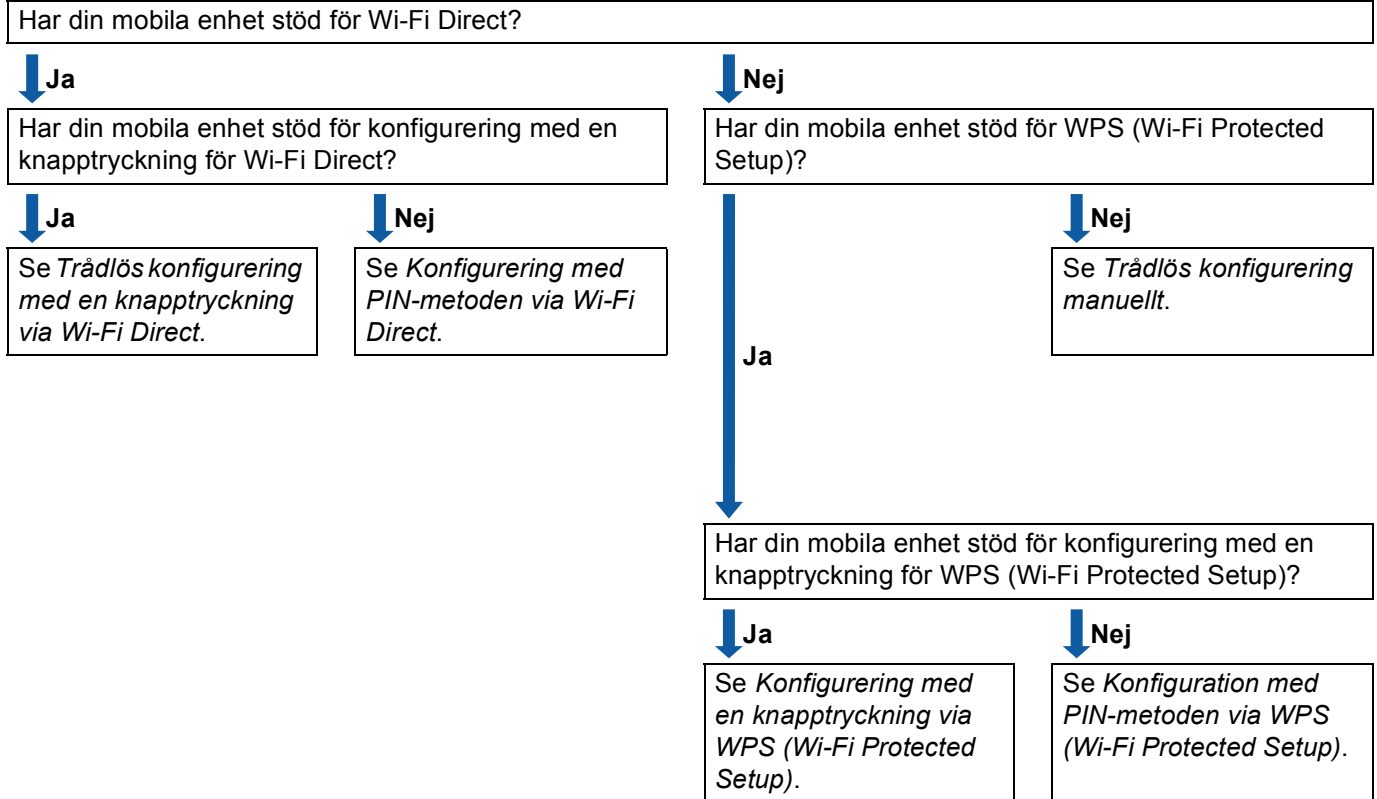 Har din mobila enhet stöd för Wi-Fi Direct?
Ja
Nej
Har din mobila enhet stöd för konfigurering med en
knapptryckning för Wi-Fi Direct?
Har din mobila enhet stöd för WPS (Wi-Fi Protected
Setup)?
Ja
Nej
Nej
Se Trådlös konfigurering
med en knapptryckning
via Wi-Fi Direct.
Se Konfigurering med
PIN-metoden via Wi-Fi
Direct.
Se Trådlös konfigurering
manuellt.
Ja
Har din mobila enhet stöd för konfigurering med en
knapptryckning för WPS (Wi-Fi Protected Setup)?
Ja
Nej
Se Konfigurering med
en knapptryckning via
WPS (Wi-Fi Protected
Setup).
Se Konfiguration med
PIN-metoden via WPS
(Wi-Fi Protected Setup).